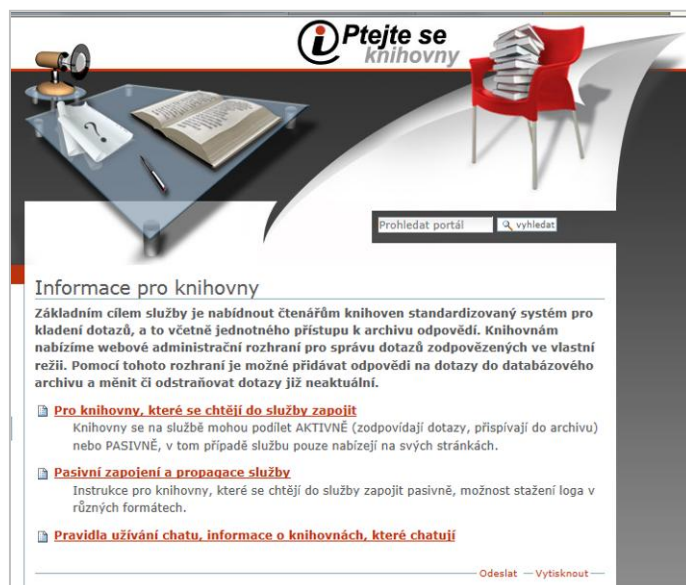 Ptejte se
knihovny
?
Prohledat portál
vyhledat
Informace pro knihovny
Základním cílem služby je nabídnout čtenářům knihoven standardizovaný systém pro
kladení dotazů, a to včetně jednotného přístupu k archivu odpovědí. Knihovnám
nabízíme webové administrační rozhraní pro správu dotazů zodpovězených ve vlastní
režii. Pomocí tohoto rozhraní je možné přidávat odpovědi na dotazy do databázového
archivu a měnit či odstraňovat dotazy již neaktuální.
Pro knihovny, které se chtějí do služby zapojit
Knihovny se na službě mohou podílet AKTIVNĚ (zodpovídají dotazy, přispívají do archivu)
nebo PASIVNĚ, v tom případě službu pouze nabízejí na svých stránkách.
Pasivní zapojení a propagace služby
Instrukce pro knihovny, které se chtějí do služby zapojit pasivně, možnost stažení loga v
různých formátech.
Pravidla užívání chatu, informace o knihovnách, které chatují
Odeslat — Vytisknout